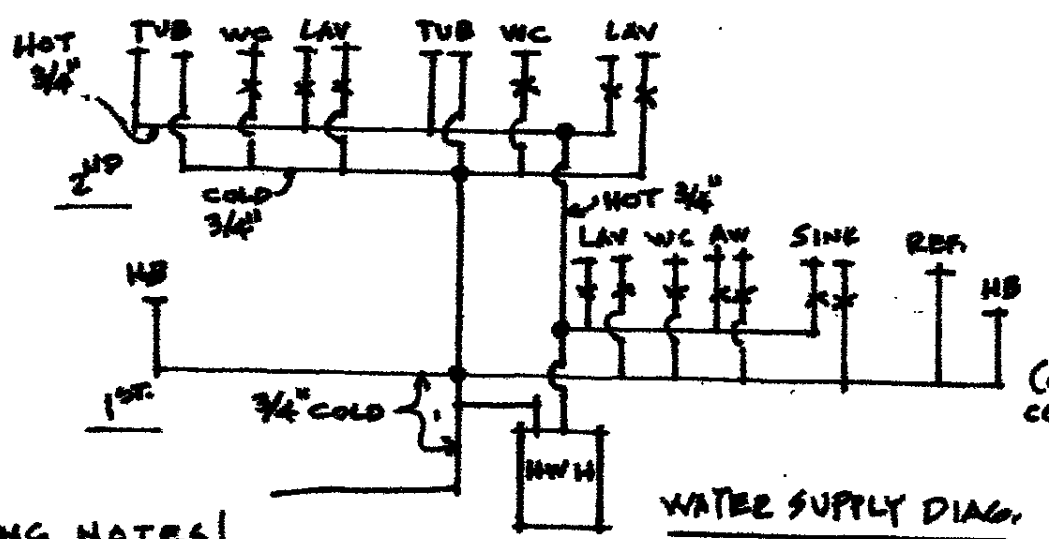 TUB WC LAV TUB WC LAV
HOT
3/4"
2ND
COLD
3/4"
HOT 3/4"
LAV WC AW SINK REF.
HB
HB
1ST.
3/4" COLD
HWH
WATER SUPPLY DIAG.
NOTES